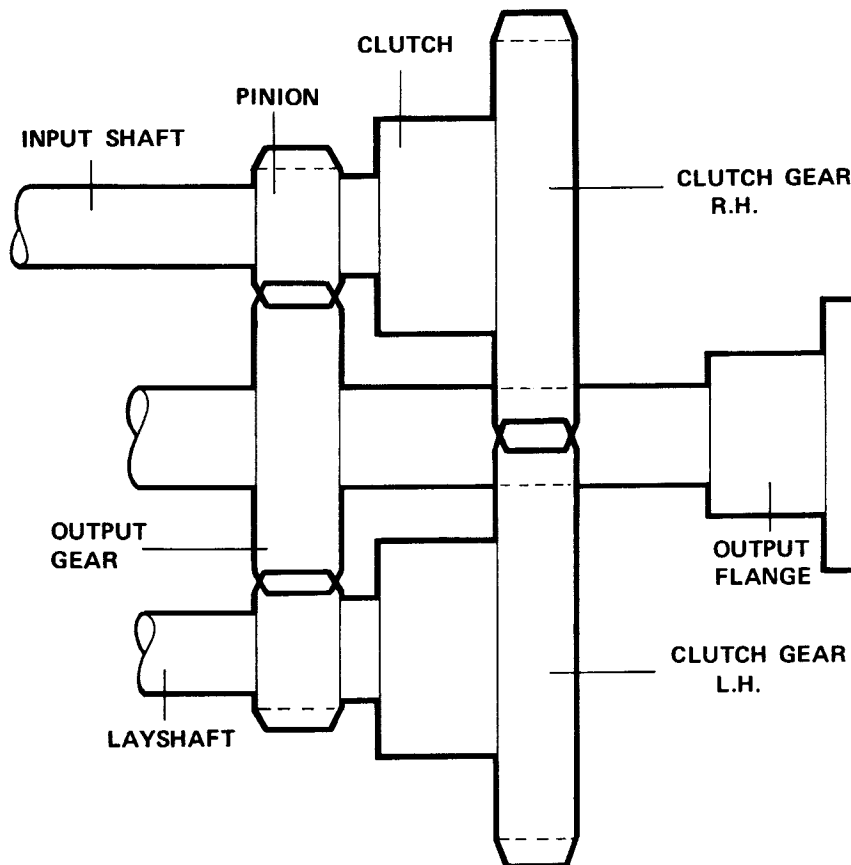 CLUTCH
PINION
INPUT SHAFT
CLUTCH GEAR
R.H.
OUTPUT
GEAR
OUTPUT
FLANGE
CLUTCH GEAR
L.H.
LAYSHAFT